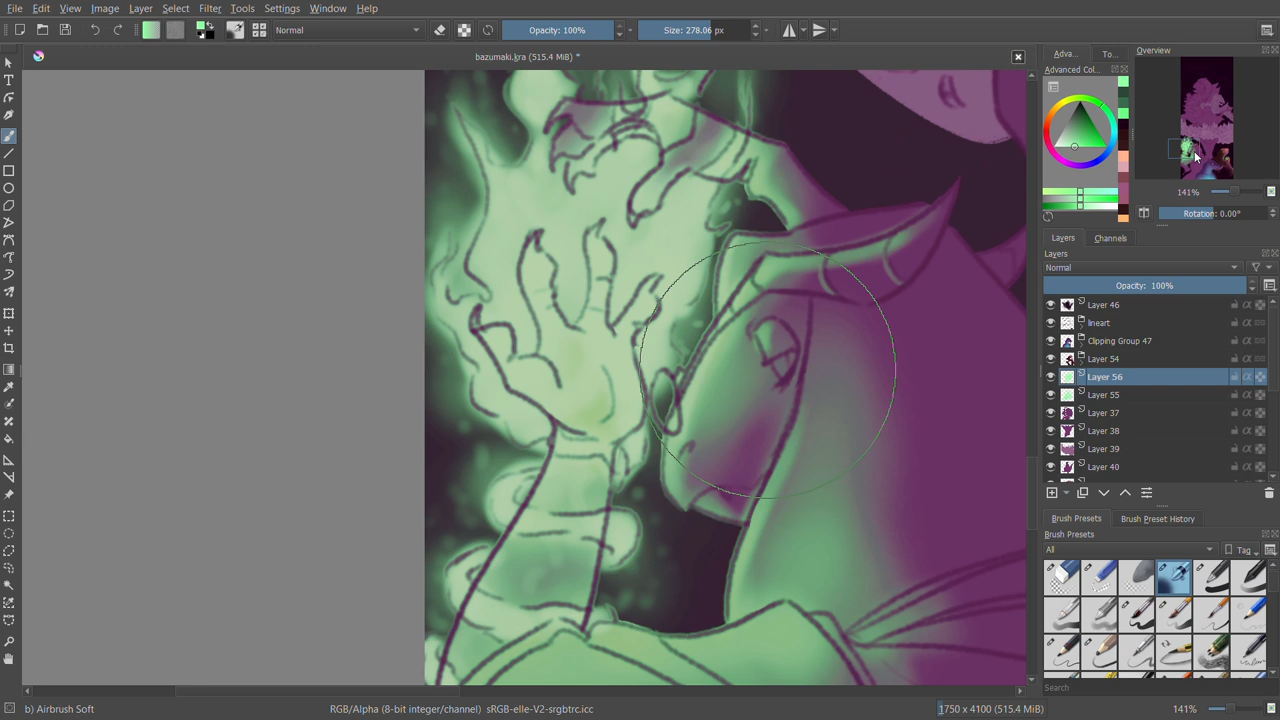 File Edit View Image Layer Select Filter Tools Settings Window Help
Normal Opacity: 100% Size: 278.06 px
bazumaki.kra (515.4 MiB) *
Adva... To... Overview
Advanced Col...
141%
Rotation: 0.00°
Layers Channels
Layers
Normal
Opacity: 100%
Layer 46
lineart
Clipping Group 47
Layer 54
Layer 56
Layer 55
Layer 37
Layer 38
Layer 39
Layer 40
Brush Presets Brush Preset History
Brush Presets
All Tag
Search
b) Airbrush Soft RGB/Alpha (8-bit integer/channel) sRGB-elle-V2-srgbtrc.icc 1750 x 4100 (515.4 MiB) 141%